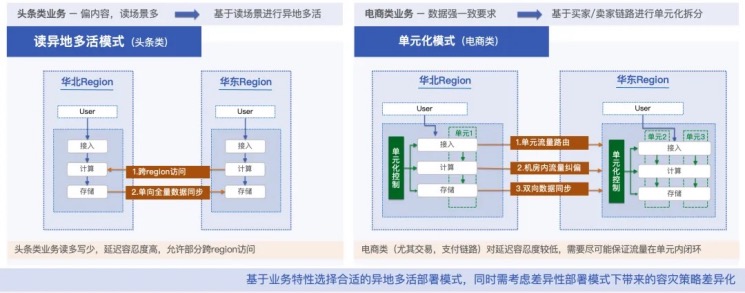 头条类业务 – 偏内容，读场景多
基于读场景进行异地多活
读异地多活模式（头条类）
华北Region
User
接入
计算
存储
1.跨region访问
2.单向全量数据同步
华东Region
User
接入
计算
存储
头条类业务读多写少，延迟容忍度高，允许部分跨region访问
电商类业务 – 数据强一致要求
基于买家/卖家链路进行单元化拆分
单元化模式（电商类）
华北Region
User
单元化控制
单元1
接入
计算
存储
1.单元流量路由
2.机房内流量纠偏
3.双向数据同步
华东Region
User
单元化控制
单元2
单元3
接入
计算
存储
电商类（尤其交易，支付链路）对延迟容忍度较低，需要尽可能保证流量在单元内闭环
基于业务特性选择合适的异地多活部署模式，同时需考虑差异性部署模式下带来的容灾策略差异化